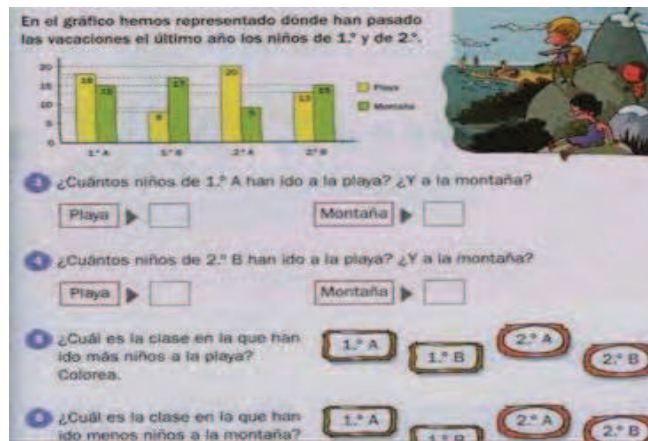 En el gráfico hemos representado dónde han pasado
las vacaciones el último año los niños de 1.º y de 2.º.
20
15
10
5
0
18
15
8
17
20
9
13
15
1.º A
1.º B
2.º A
2.º B
Playa
Montaña
3 ¿Cuántos niños de 1.º A han ido a la playa? ¿Y a la montaña?
Playa
Montaña
4 ¿Cuántos niños de 2.º B han ido a la playa? ¿Y a la montaña?
Playa
Montaña
5 ¿Cuál es la clase en la que han
ido más niños a la playa?
Colorea.
1.º A
1.º B
2.º A
2.º B
6 ¿Cuál es la clase en la que han
ido menos niños a la montaña?
1.º A
1.º B
2.º A
2.º B